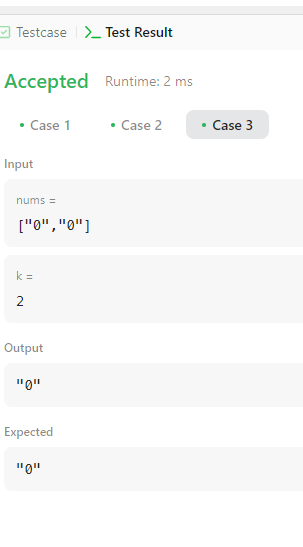 Testcase
Test Result
Accepted Runtime: 2 ms
Case 1 Case 2 Case 3
Input
nums =
["0","0"]
k =
2
Output
"0"
Expected
"0"